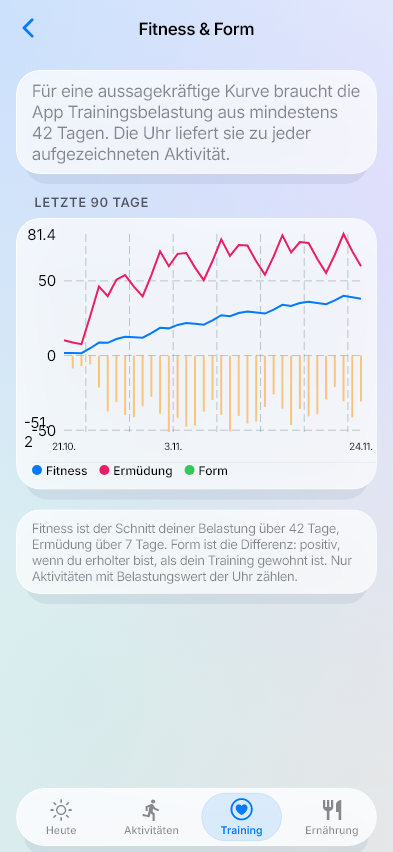 Fitness & Form
Für eine aussagekräftige Kurve braucht die
App Trainingsbelastung aus mindestens
42 Tagen. Die Uhr liefert sie zu jeder
aufgezeichneten Aktivität.
LETZTE 90 TAGE
81.4
50
0
-51.
2
-50
21.10.
3.11.
24.11.
Fitness
Ermüdung
Form
Fitness ist der Schnitt deiner Belastung über 42 Tage,
Ermüdung über 7 Tage. Form ist die Differenz: positiv,
wenn du erholter bist, als dein Training gewohnt ist. Nur
Aktivitäten mit Belastungswert der Uhr zählen.
Heute
Aktivitäten
Training
Ernährung